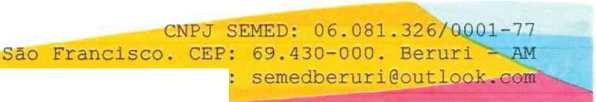 CNPJ SEMED: 06.081.326/0001-77
São Francisco. CEP: 69.430-000. Beruri - AM
: semedberuri@outlook.com